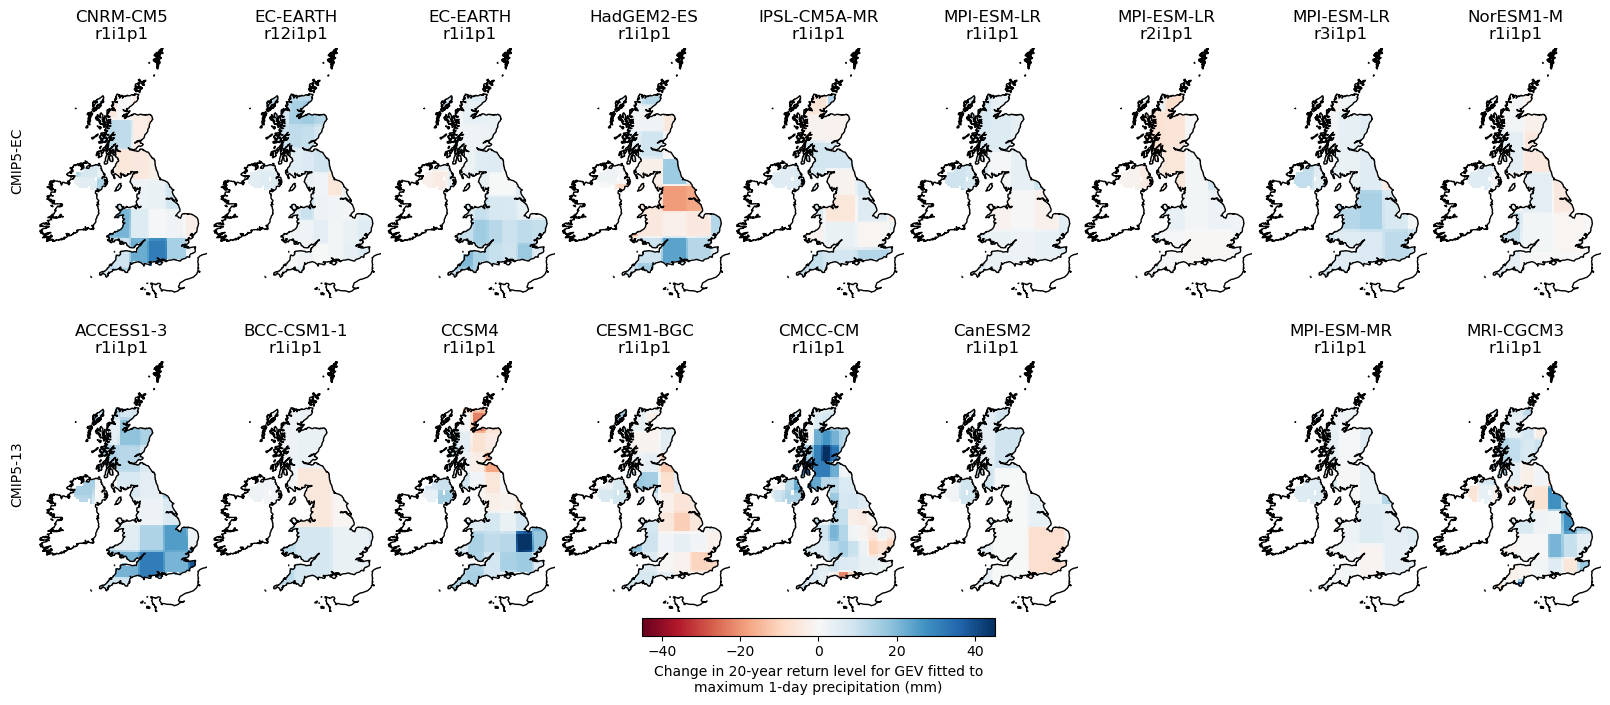 CNRM-CM5
r1i1p1
EC-EARTH
r12i1p1
EC-EARTH
r1i1p1
HadGEM2-ES
r1i1p1
IPSL-CM5A-MR
r1i1p1
MPI-ESM-LR
r1i1p1
MPI-ESM-LR
r2i1p1
MPI-ESM-LR
r3i1p1
NorESM1-M
r1i1p1
CMIP5-EC
ACCESS1-3
r1i1p1
BCC-CSM1-1
r1i1p1
CCSM4
r1i1p1
CESM1-BGC
r1i1p1
CMCC-CM
r1i1p1
CanESM2
r1i1p1
MPI-ESM-MR
r1i1p1
MRI-CGCM3
r1i1p1
CMIP5-13
−40 −20 0 20 40
Change in 20-year return level for GEV fitted to
maximum 1-day precipitation (mm)